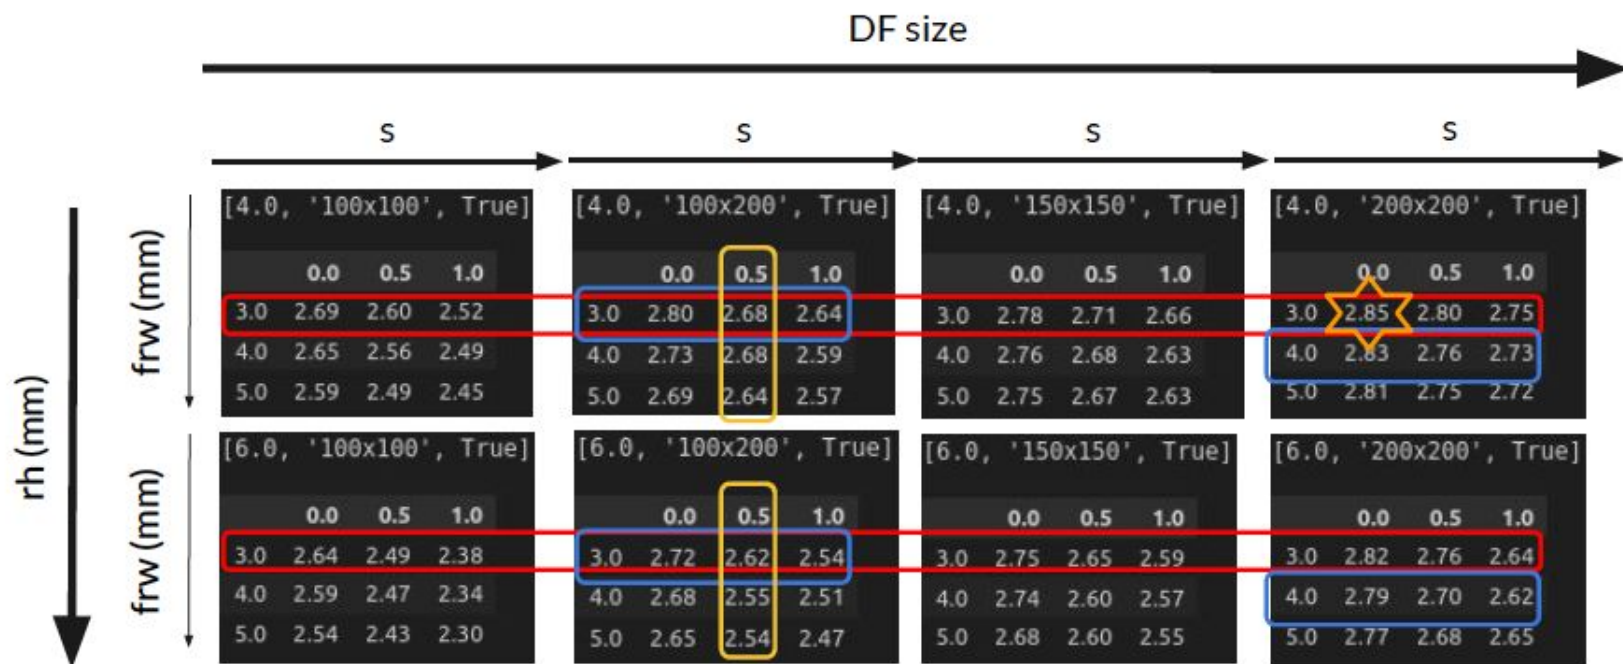 DF size
s s s s
rh (mm)
frw (mm)
[4.0, '100x100', True] [4.0, '100x200', True] [4.0, '150x150', True] [4.0, '200x200', True]
0.0 0.5 1.0 0.0 0.5 1.0 0.0 0.5 1.0 0.0 0.5 1.0
3.0 2.69 2.60 2.52 3.0 2.80 2.68 2.64 3.0 2.78 2.71 2.66 3.0 2.85 2.80 2.75
4.0 2.65 2.56 2.49 4.0 2.73 2.68 2.59 4.0 2.76 2.68 2.63 4.0 2.83 2.76 2.73
5.0 2.59 2.49 2.45 5.0 2.69 2.64 2.57 5.0 2.75 2.67 2.63 5.0 2.81 2.75 2.72
frw (mm)
[6.0, '100x100', True] [6.0, '100x200', True] [6.0, '150x150', True] [6.0, '200x200', True]
0.0 0.5 1.0 0.0 0.5 1.0 0.0 0.5 1.0 0.0 0.5 1.0
3.0 2.64 2.49 2.38 3.0 2.72 2.62 2.54 3.0 2.75 2.65 2.59 3.0 2.82 2.76 2.64
4.0 2.59 2.47 2.34 4.0 2.68 2.55 2.51 4.0 2.74 2.60 2.57 4.0 2.79 2.70 2.62
5.0 2.54 2.43 2.30 5.0 2.65 2.54 2.47 5.0 2.68 2.60 2.55 5.0 2.77 2.68 2.65